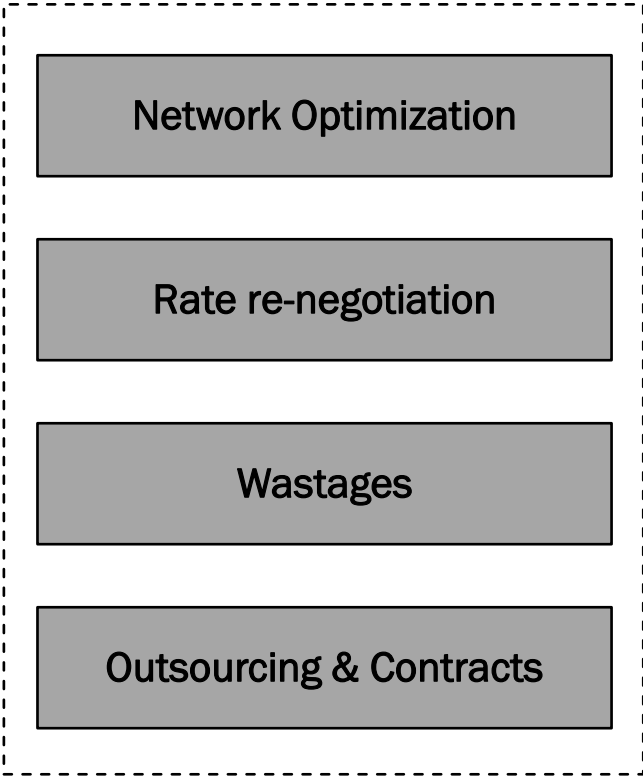 Network Optimization
Rate re-negotiation
Wastages
Outsourcing & Contracts